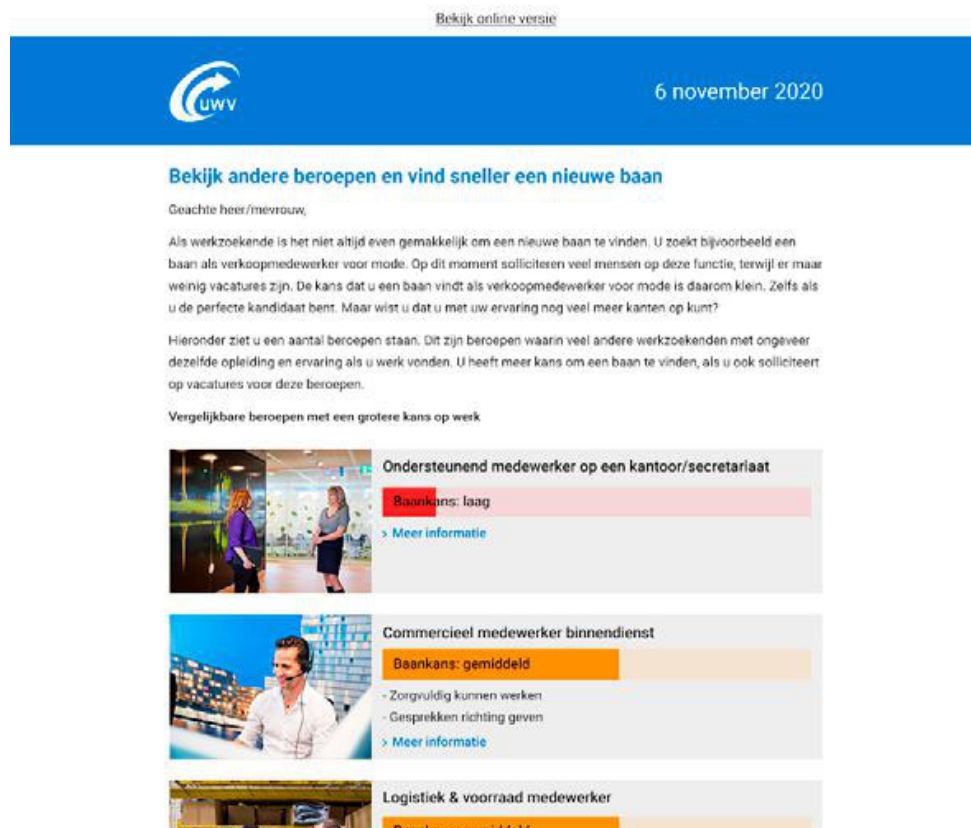 Bekijk online versie
uwv
6 november 2020
Bekijk andere beroepen en vind sneller een nieuwe baan
Geachte heer/mevrouw,
Als werkzoekende is het niet altijd even gemakkelijk om een nieuwe baan te vinden. U zoekt bijvoorbeeld een
baan als verkoopmedewerker voor mode. Op dit moment solliciteren veel mensen op deze functie, terwijl er maar
weinig vacatures zijn. De kans dat u een baan vindt als verkoopmedewerker voor mode is daarom klein. Zelfs als
u de perfecte kandidaat bent. Maar wist u dat u met uw ervaring nog veel meer kanten op kunt?
Hieronder ziet u een aantal beroepen staan. Dit zijn beroepen waarin veel andere werkzoekenden met ongeveer
dezelfde opleiding en ervaring als u werk vonden. U heeft meer kans om een baan te vinden, als u ook solliciteert
op vacatures voor deze beroepen.
Vergelijkbare beroepen met een grotere kans op werk
Ondersteunend medewerker op een kantoor/secretariaat
Baankans: laag
> Meer informatie
Commercieel medewerker binnendienst
Baankans: gemiddeld
- Zorgvuldig kunnen werken
- Gesprekken richting geven
> Meer informatie
Logistiek & voorraad medewerker
Baankans: gemiddeld